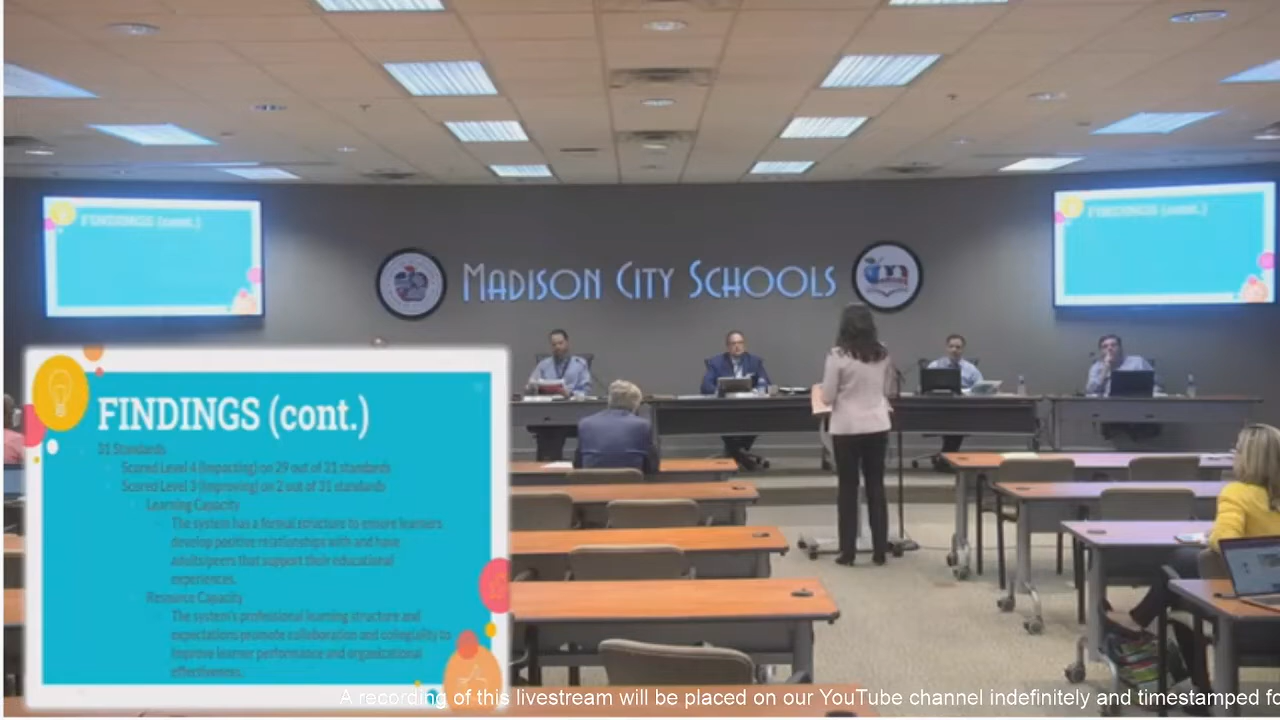 FINDINGS (cont.)
FINDINGS (cont.)
MADISON CITY SCHOOLS
FINDINGS (cont.)
31 Standards
Scored Level 4 (Impacting) on 29 out of 31 standards
Scored Level 3 (Improving) on 2 out of 31 standards
Learning Capacity
The system has a formal structure to ensure learners
develop positive relationships with and have
adults/peers that support their educational
experiences.
Resource Capacity
The system's professional learning structure and
expectations promote collaboration and collegiality to
improve learner performance and organizational
effectiveness.
A recording of this livestream will be placed on our YouTube channel indefinitely and timestamped fo